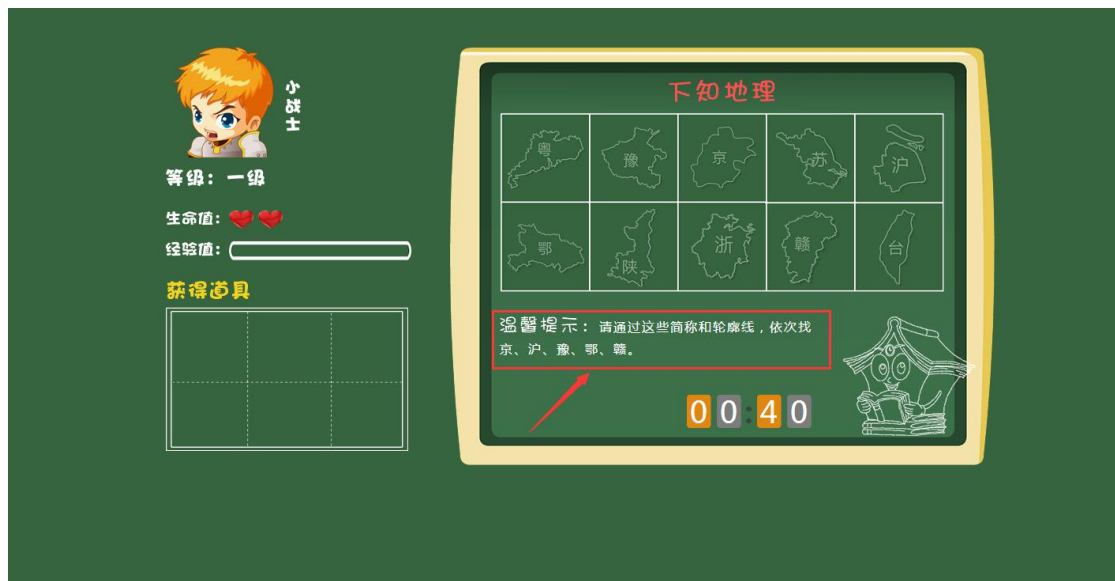 小战士
等级：一级
生命值：
经验值：
获得道具
下知地理
粤 豫 京 苏 沪
鄂 陕 浙 赣 台
温馨提示：请通过这些简称和轮廓线，依次找
京、沪、豫、鄂、赣。
00:40